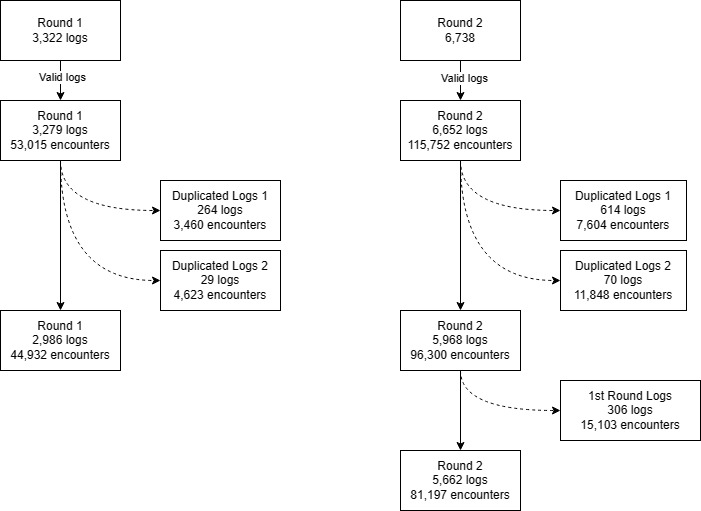 Round 1
3,322 logs
Valid logs
Round 1
3,279 logs
53,015 encounters
Duplicated Logs 1
264 logs
3,460 encounters
Duplicated Logs 2
29 logs
4,623 encounters
Round 1
2,986 logs
44,932 encounters
Round 2
6,738
Valid logs
Round 2
6,652 logs
115,752 encounters
Duplicated Logs 1
614 logs
7,604 encounters
Duplicated Logs 2
70 logs
11,848 encounters
Round 2
5,968 logs
96,300 encounters
1st Round Logs
306 logs
15,103 encounters
Round 2
5,662 logs
81,197 encounters